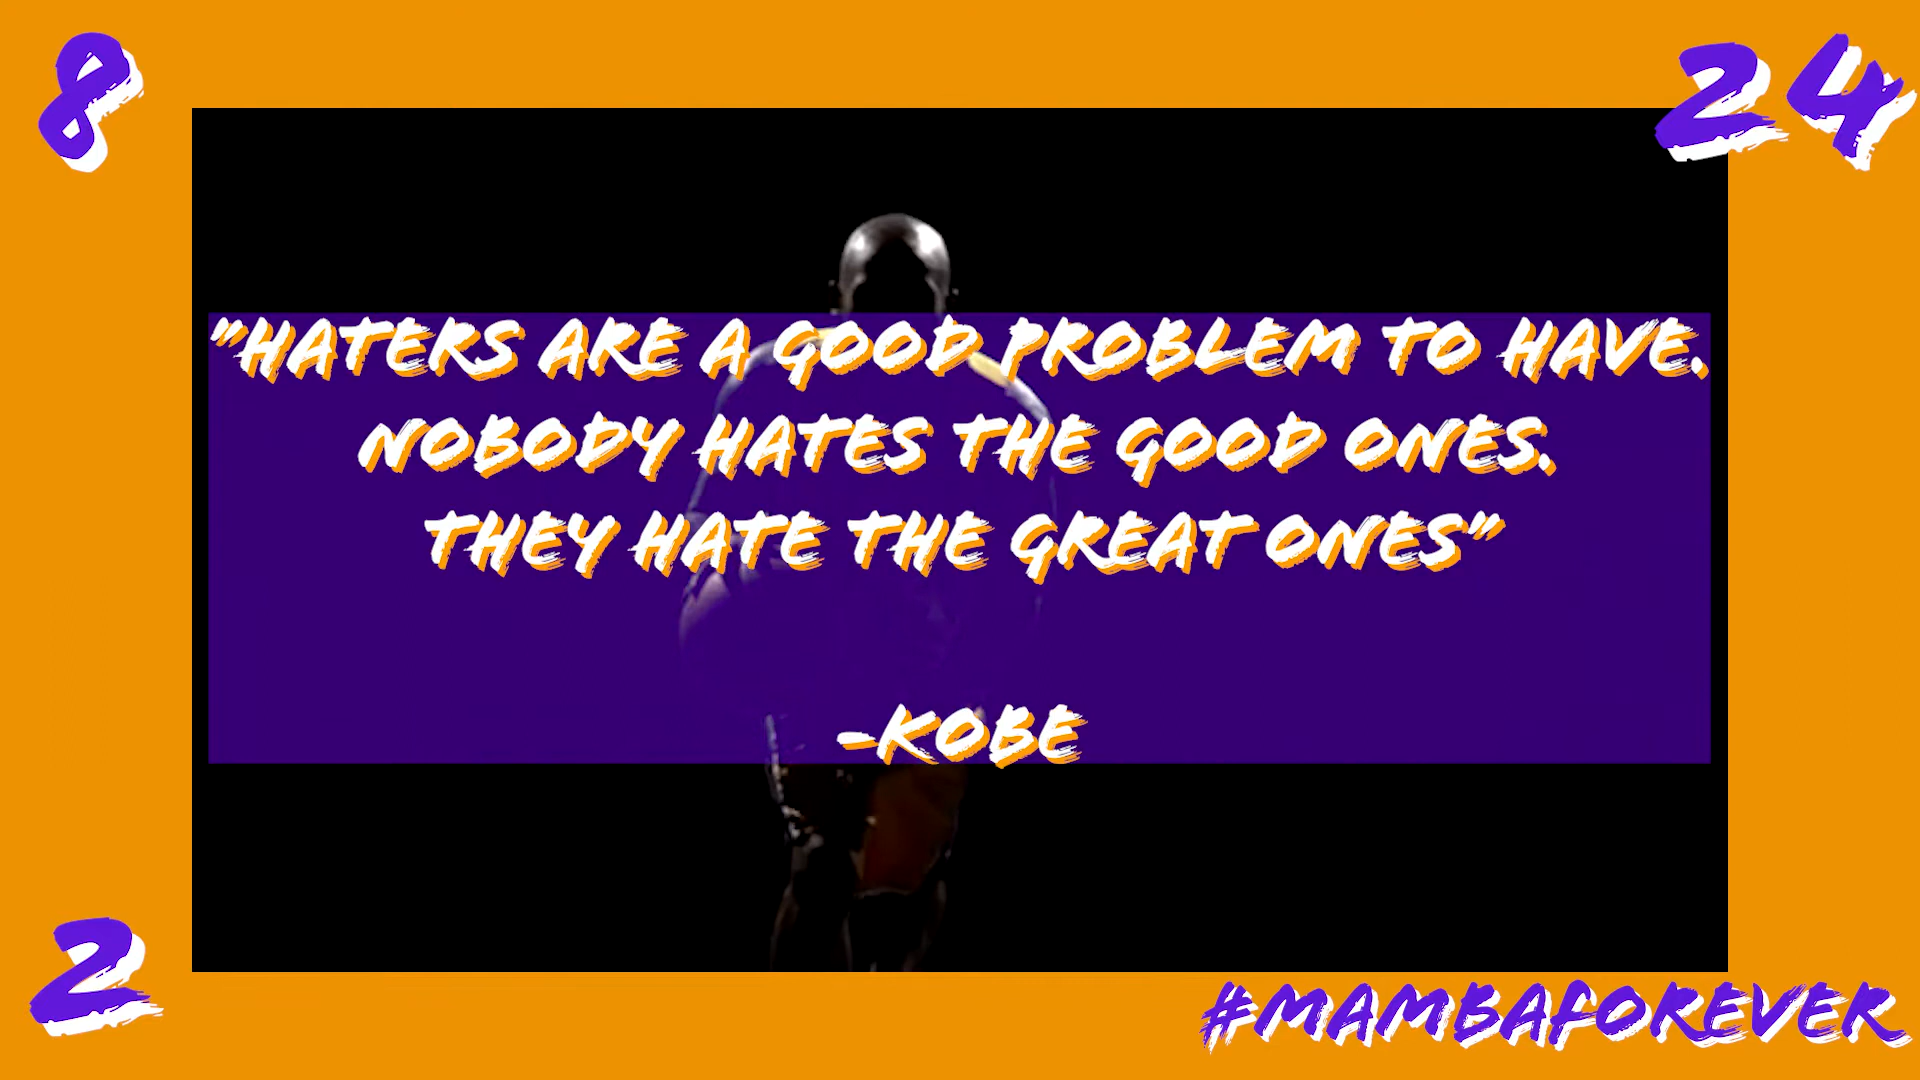 8
24
"HATERS ARE A GOOD PROBLEM TO HAVE.
NOBODY HATES THE GOOD ONES.
THEY HATE THE GREAT ONES"
-KOBE
2
#MAMBAFOREVER